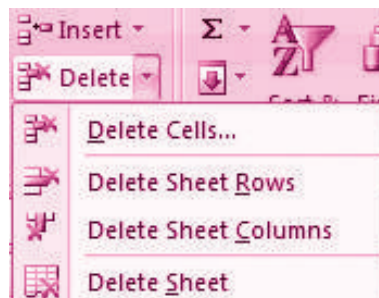 Insert Σ
Delete A Z
Delete Cells...
Delete Sheet Rows
Delete Sheet Columns
Delete Sheet